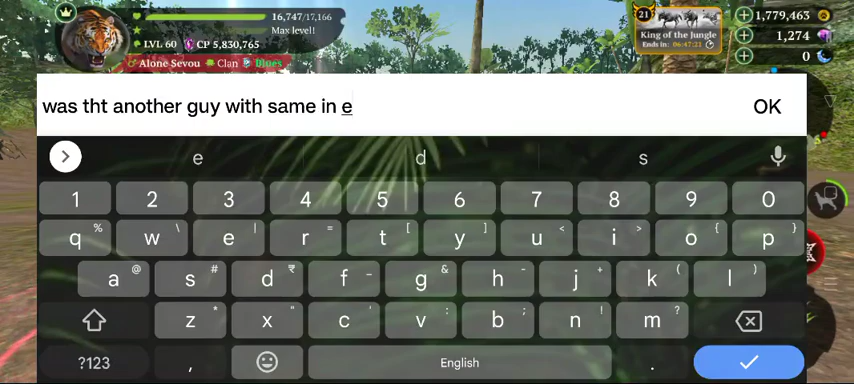 16,747/17,166
Max level!
LVL 60 CP 5,830,765
Alone Sevou Clan Blues
21
King of the Jungle
Ends in: 06:47:21
1,779,463
1,274
0
was tht another guy with same in e
OK
e d s
1 2 3 4 5 6 7 8 9 0
q % w \ e | r = t [ y ] u < i > o { p }
a @ s # d ₹ f _ g & h - j + k ( l )
z * x " c ' v : b ; n ! m ?
?123 , English .